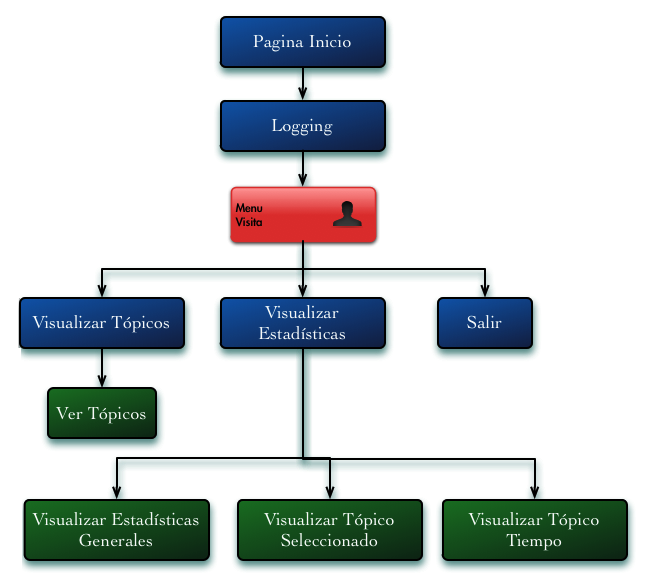 Pagina Inicio
Logging
Menu
Visita
Visualizar Tópicos
Visualizar
Estadísticas
Salir
Ver Tópicos
Visualizar Estadísticas
Generales
Visualizar Tópico
Seleccionado
Visualizar Tópico
Tiempo